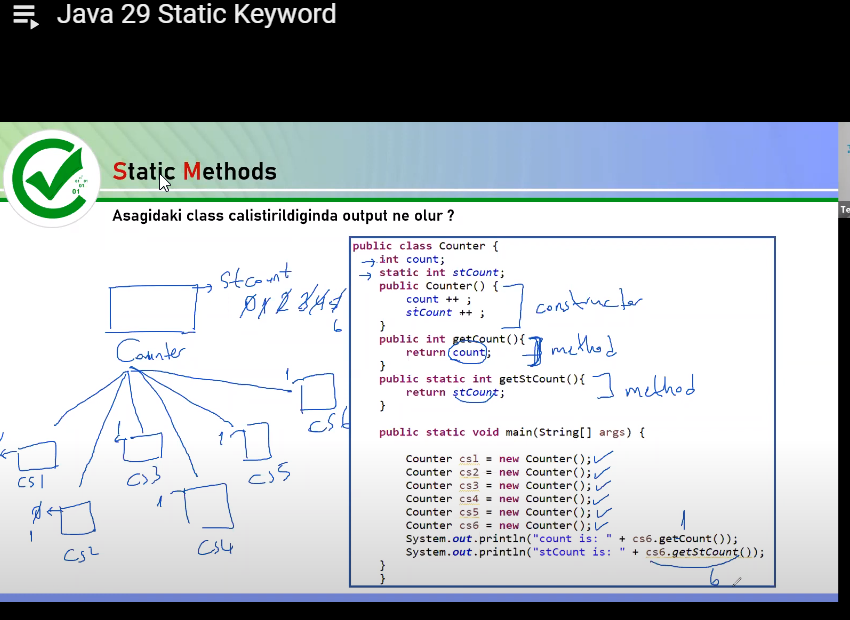 Java 29 Static Keyword
Static Methods
Asagidaki class calistirildiginda output ne olur ?
public class Counter {
int count;
static int stCount;
public Counter() {
count ++ ;
stCount ++ ;
}
public int getCount(){
return count;
}
public static int getStCount(){
return stCount;
}
public static void main(String[] args) {
Counter cs1 = new Counter();
Counter cs2 = new Counter();
Counter cs3 = new Counter();
Counter cs4 = new Counter();
Counter cs5 = new Counter();
Counter cs6 = new Counter();
System.out.println("count is: " + cs6.getCount());
System.out.println("stCount is: " + cs6.getStCount());
}
}
constructer
method
method
1
6
Stcount
0 1 2 3 4 5
6
Counter
1
cs6
cs1
1
cs3
1
cs5
0
1
cs2
1
cs4
Te